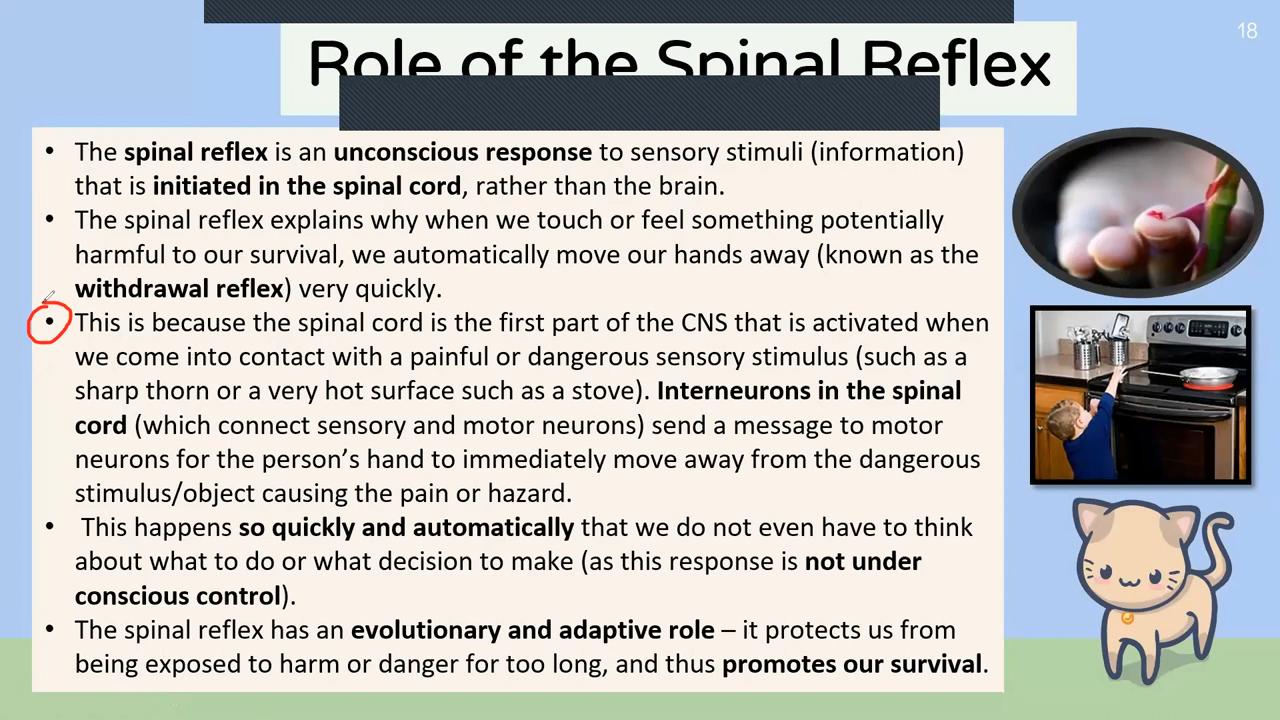 18
Role of the Spinal Reflex
• The spinal reflex is an unconscious response to sensory stimuli (information)
that is initiated in the spinal cord, rather than the brain.
• The spinal reflex explains why when we touch or feel something potentially
harmful to our survival, we automatically move our hands away (known as the
withdrawal reflex) very quickly.
• This is because the spinal cord is the first part of the CNS that is activated when
we come into contact with a painful or dangerous sensory stimulus (such as a
sharp thorn or a very hot surface such as a stove). Interneurons in the spinal
cord (which connect sensory and motor neurons) send a message to motor
neurons for the person’s hand to immediately move away from the dangerous
stimulus/object causing the pain or hazard.
• This happens so quickly and automatically that we do not even have to think
about what to do or what decision to make (as this response is not under
conscious control).
• The spinal reflex has an evolutionary and adaptive role – it protects us from
being exposed to harm or danger for too long, and thus promotes our survival.